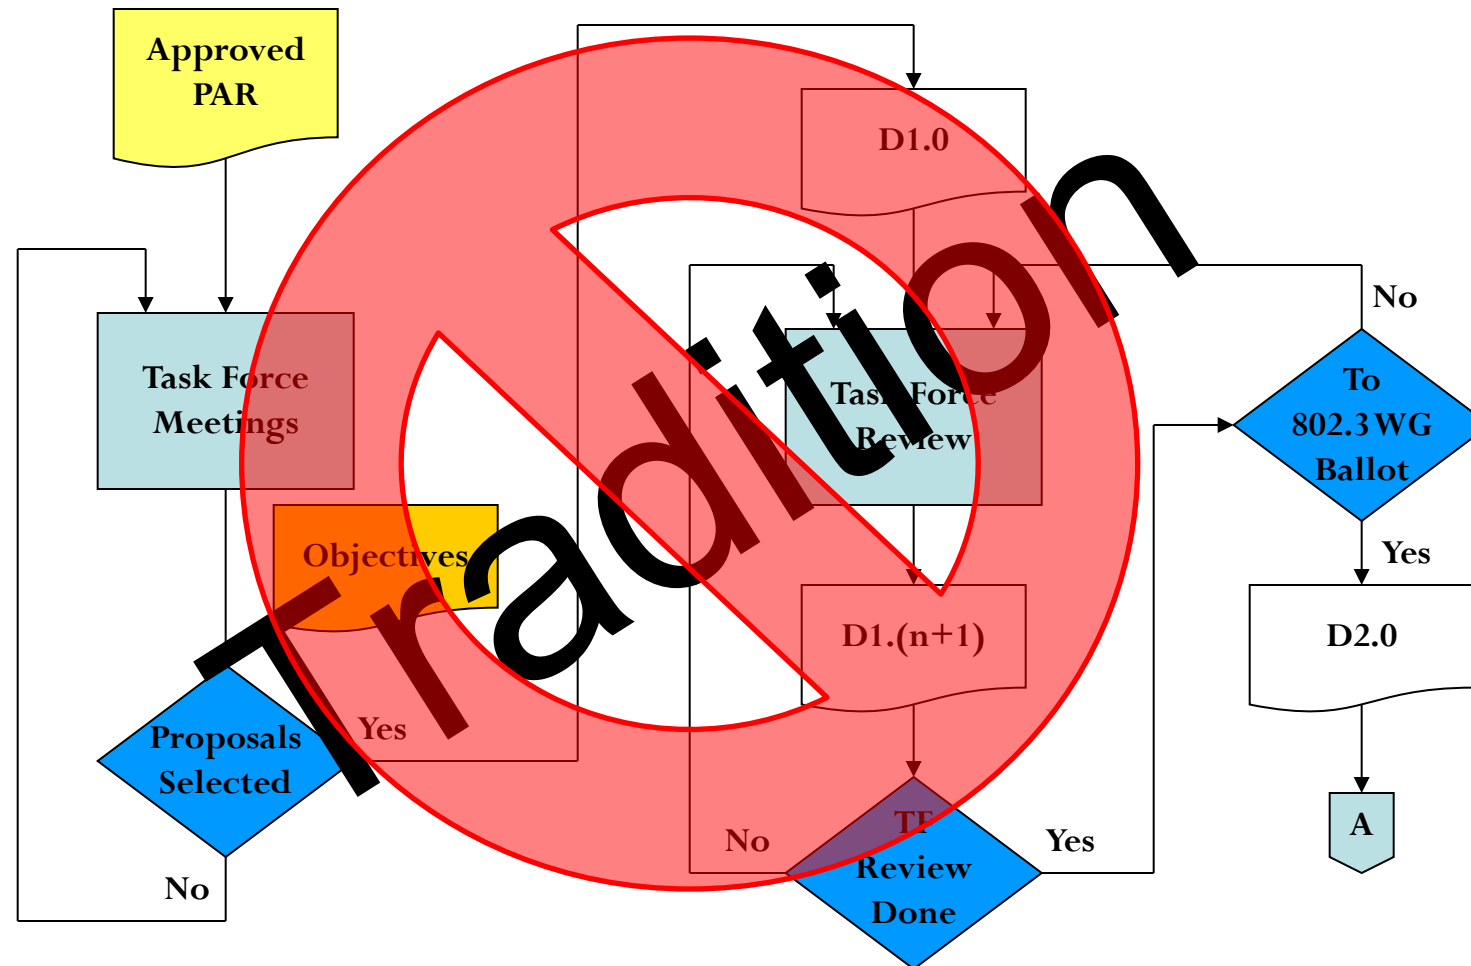 Approved
PAR
Task Force
Meetings
Objectives
Proposals
Selected
Yes
No
D1.0
Task Force
Review
D1.(n+1)
TF
Review
Done
No
Yes
To
802.3 WG
Ballot
No
Yes
D2.0
A
Tradition